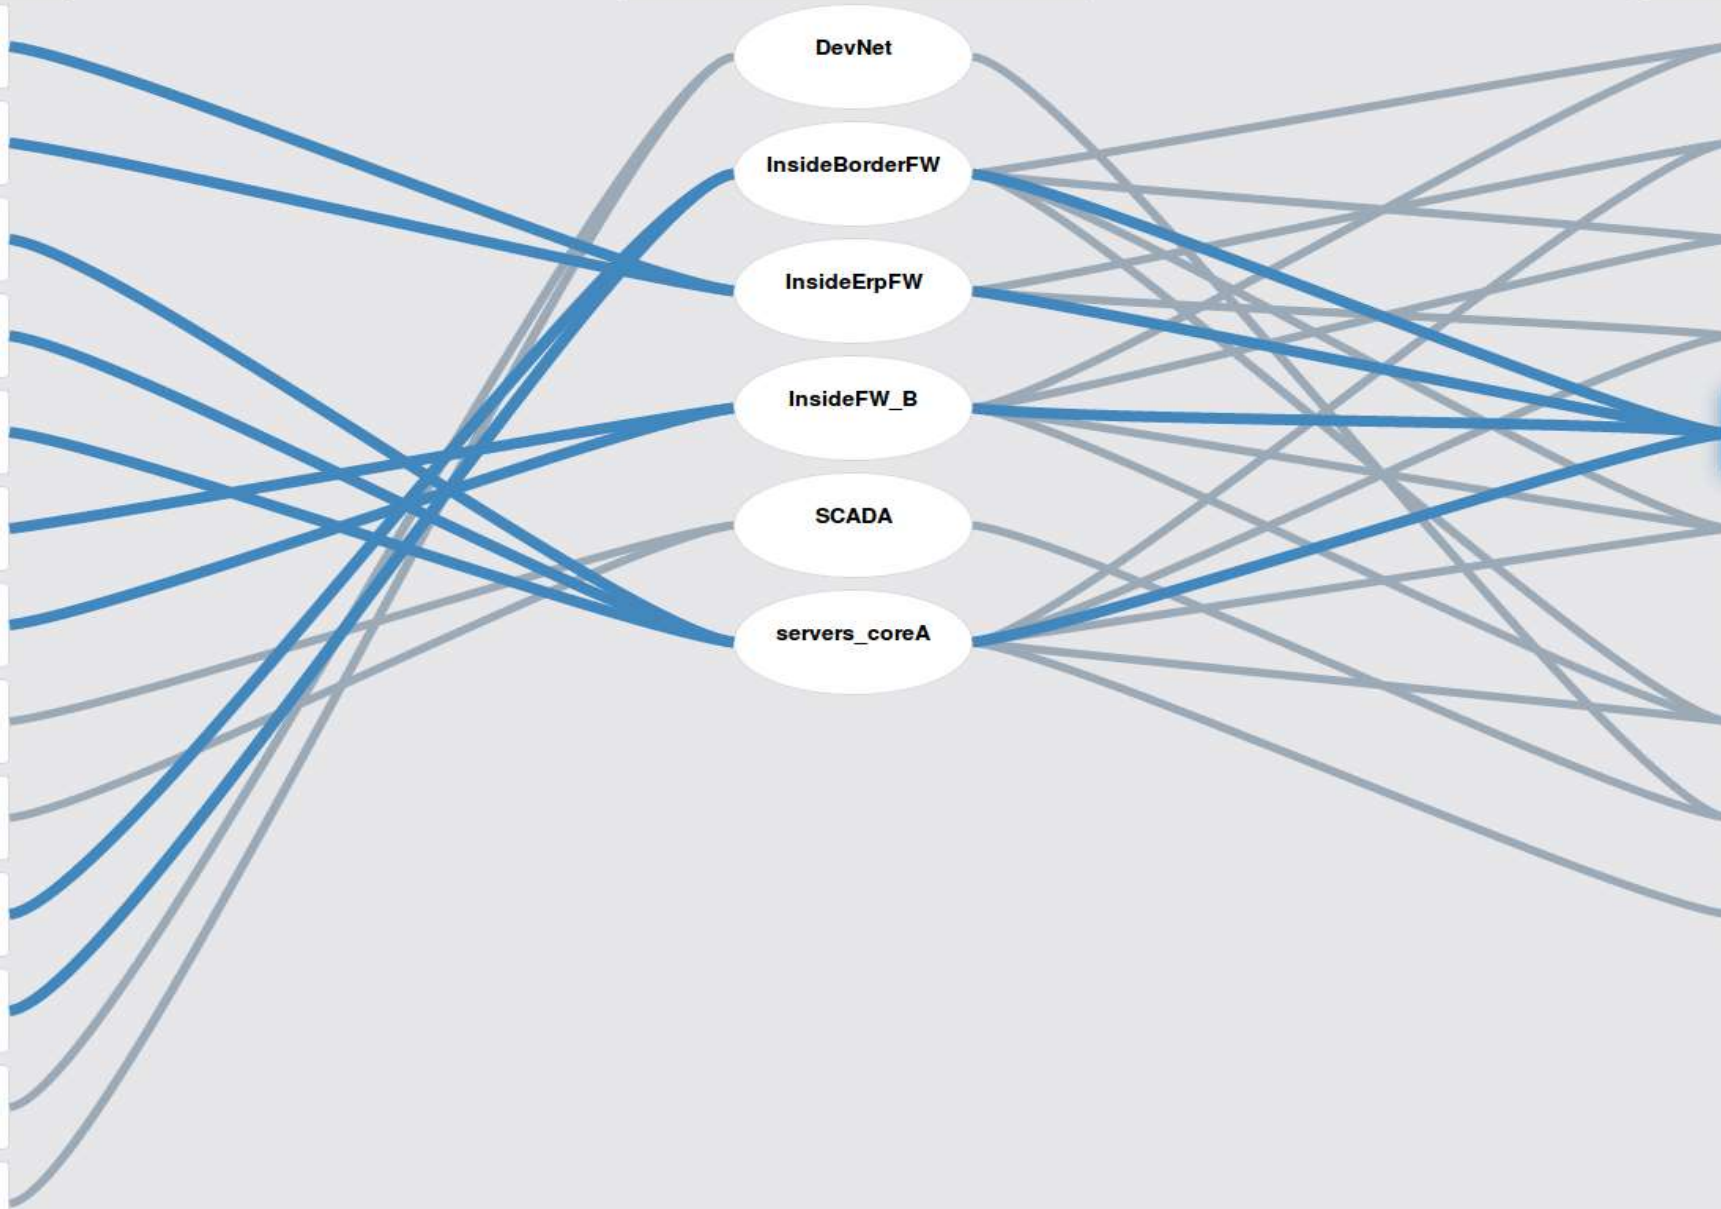 DevNet
InsideBorderFW
InsideErpFW
InsideFW_B
SCADA
servers_coreA